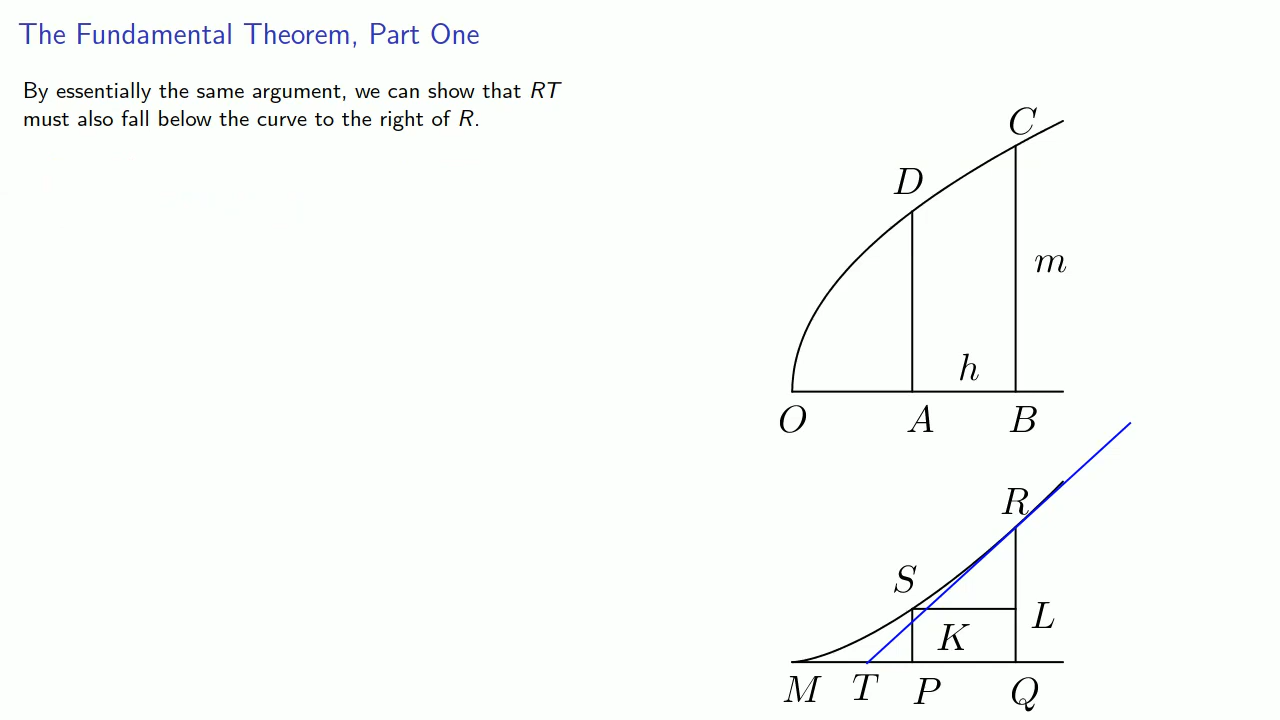 The Fundamental Theorem, Part One
By essentially the same argument, we can show that RT
must also fall below the curve to the right of R.
C
D
m
h
O A B
R
S
L
K
M T P Q